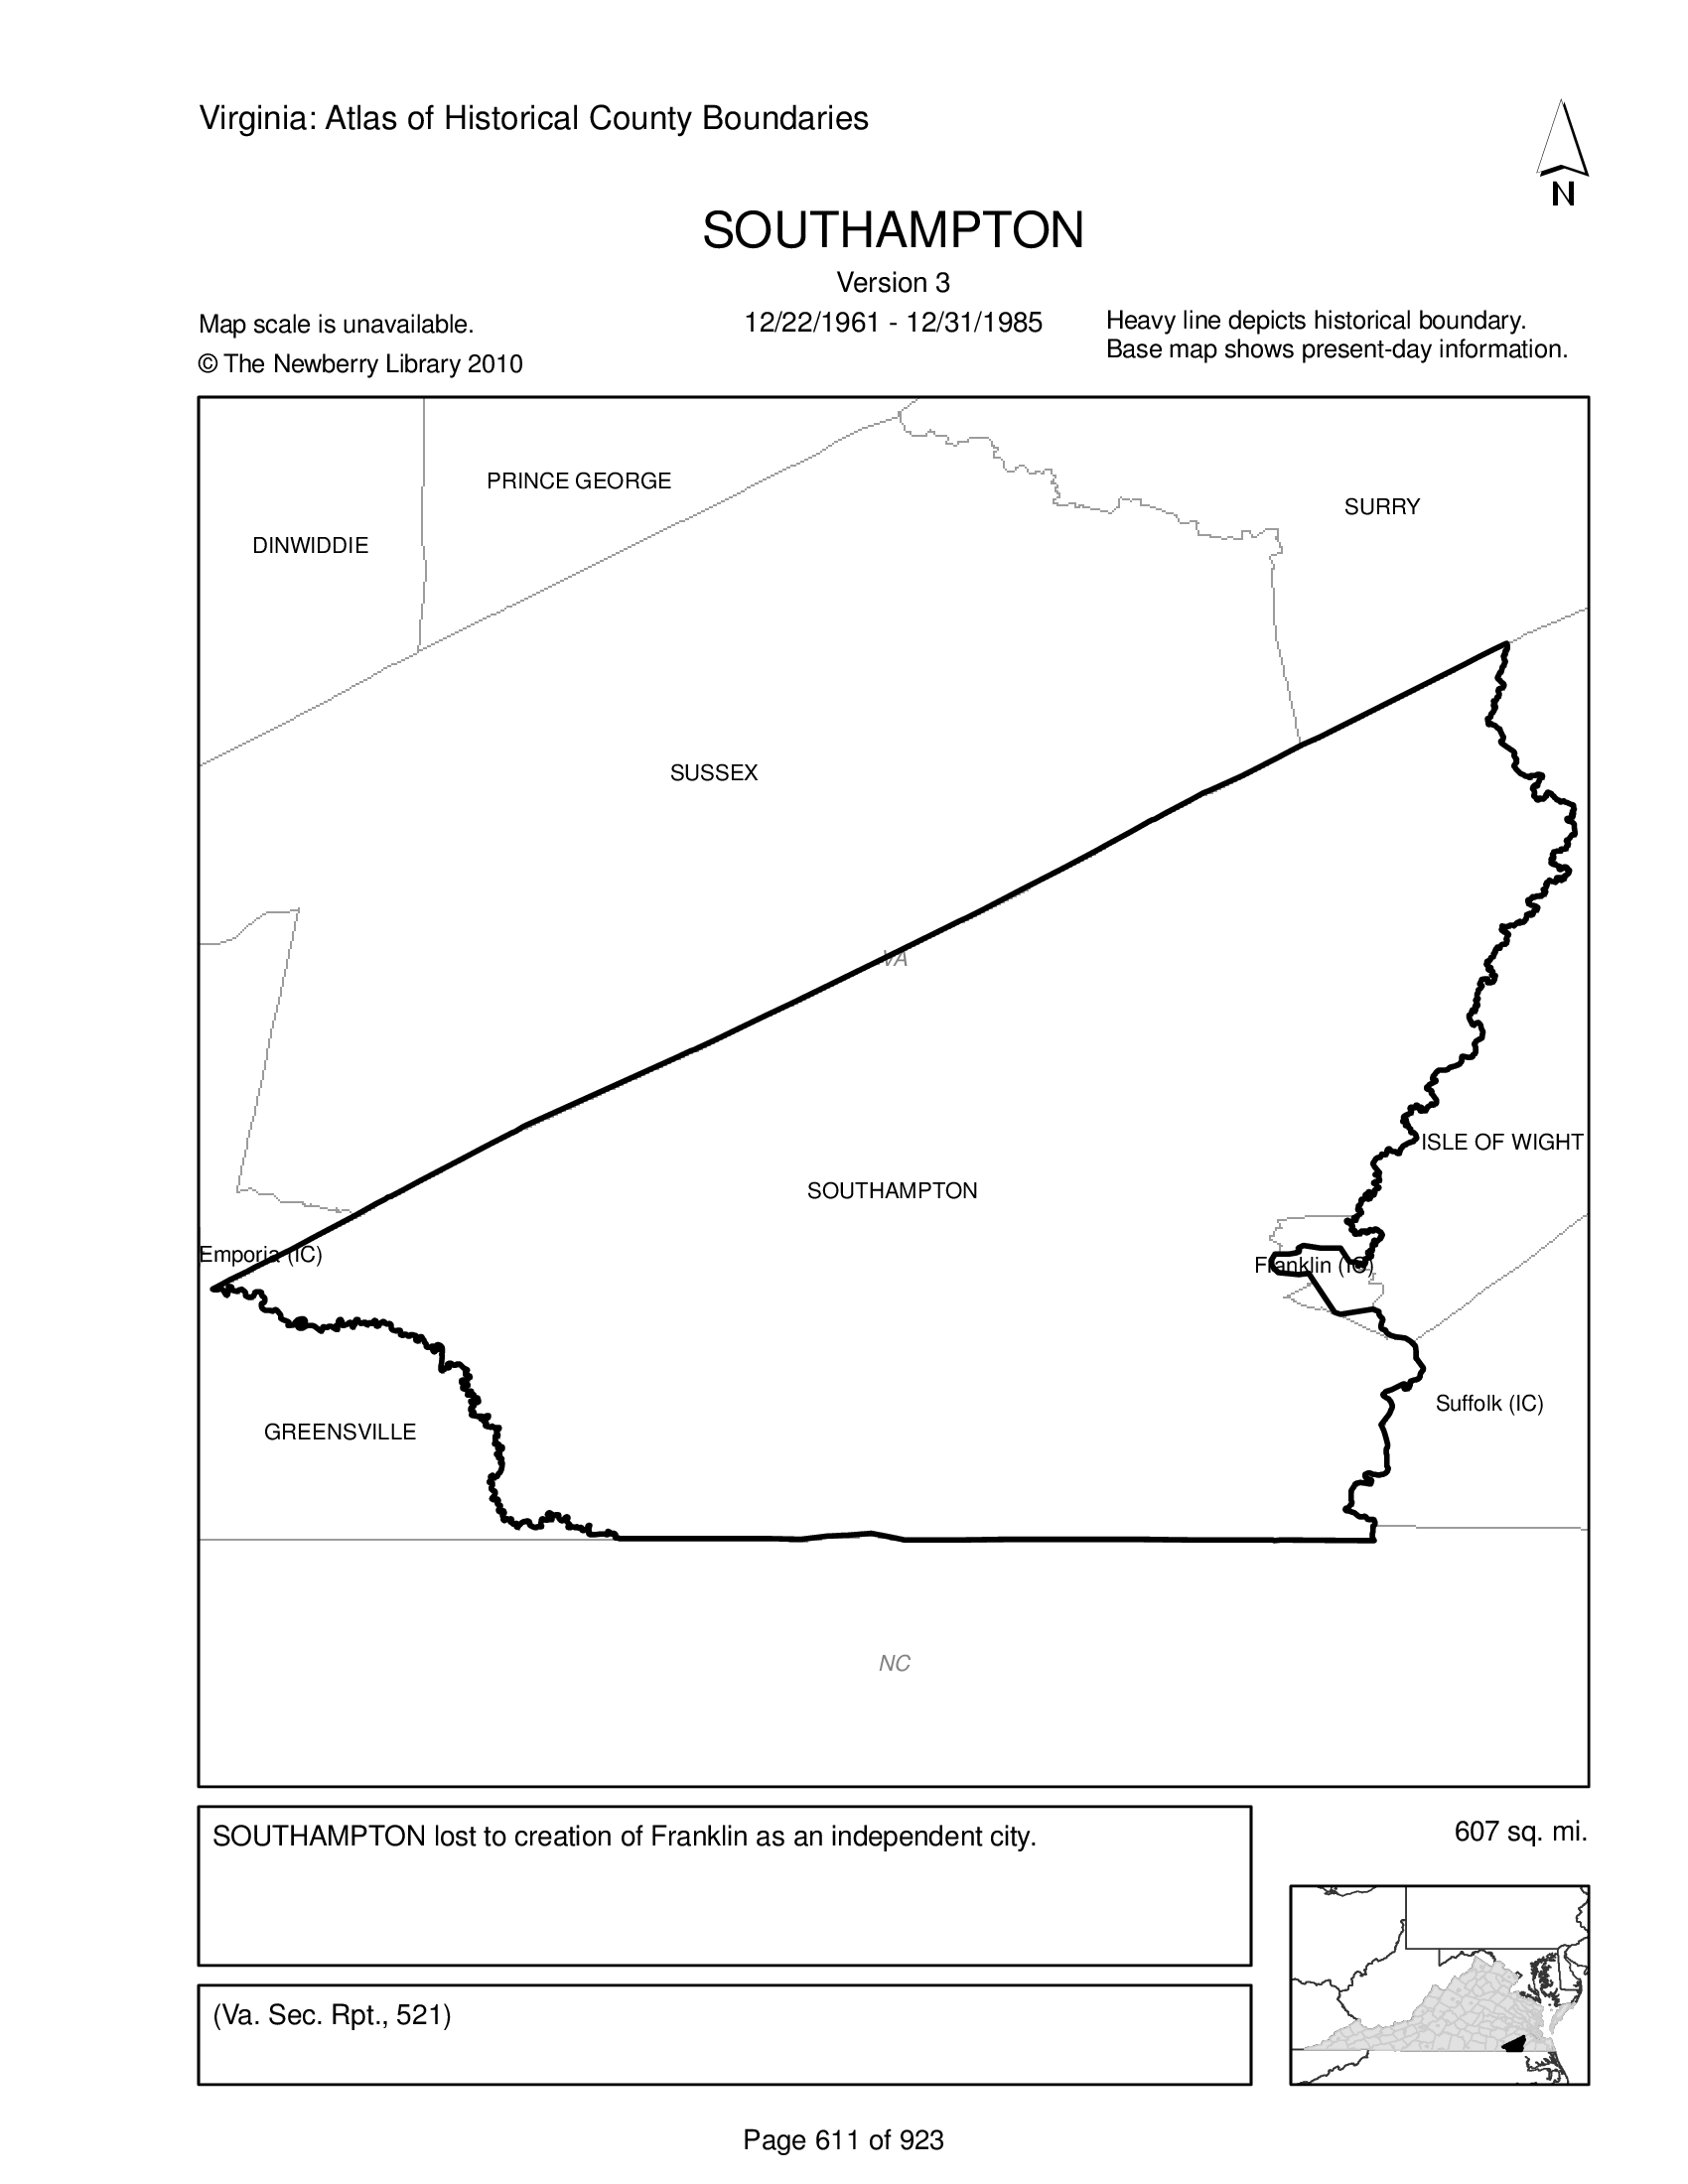 Virginia: Atlas of Historical County Boundaries
N
SOUTHAMPTON
Version 3
12/22/1961 - 12/31/1985
Map scale is unavailable.
© The Newberry Library 2010
Heavy line depicts historical boundary.
Base map shows present-day information.
PRINCE GEORGE
SURRY
DINWIDDIE
SUSSEX
VA
ISLE OF WIGHT
SOUTHAMPTON
Emporia (IC)
Franklin (IC)
Suffolk (IC)
GREENSVILLE
NC
SOUTHAMPTON lost to creation of Franklin as an independent city.
607 sq. mi.
(Va. Sec. Rpt., 521)
Page 611 of 923